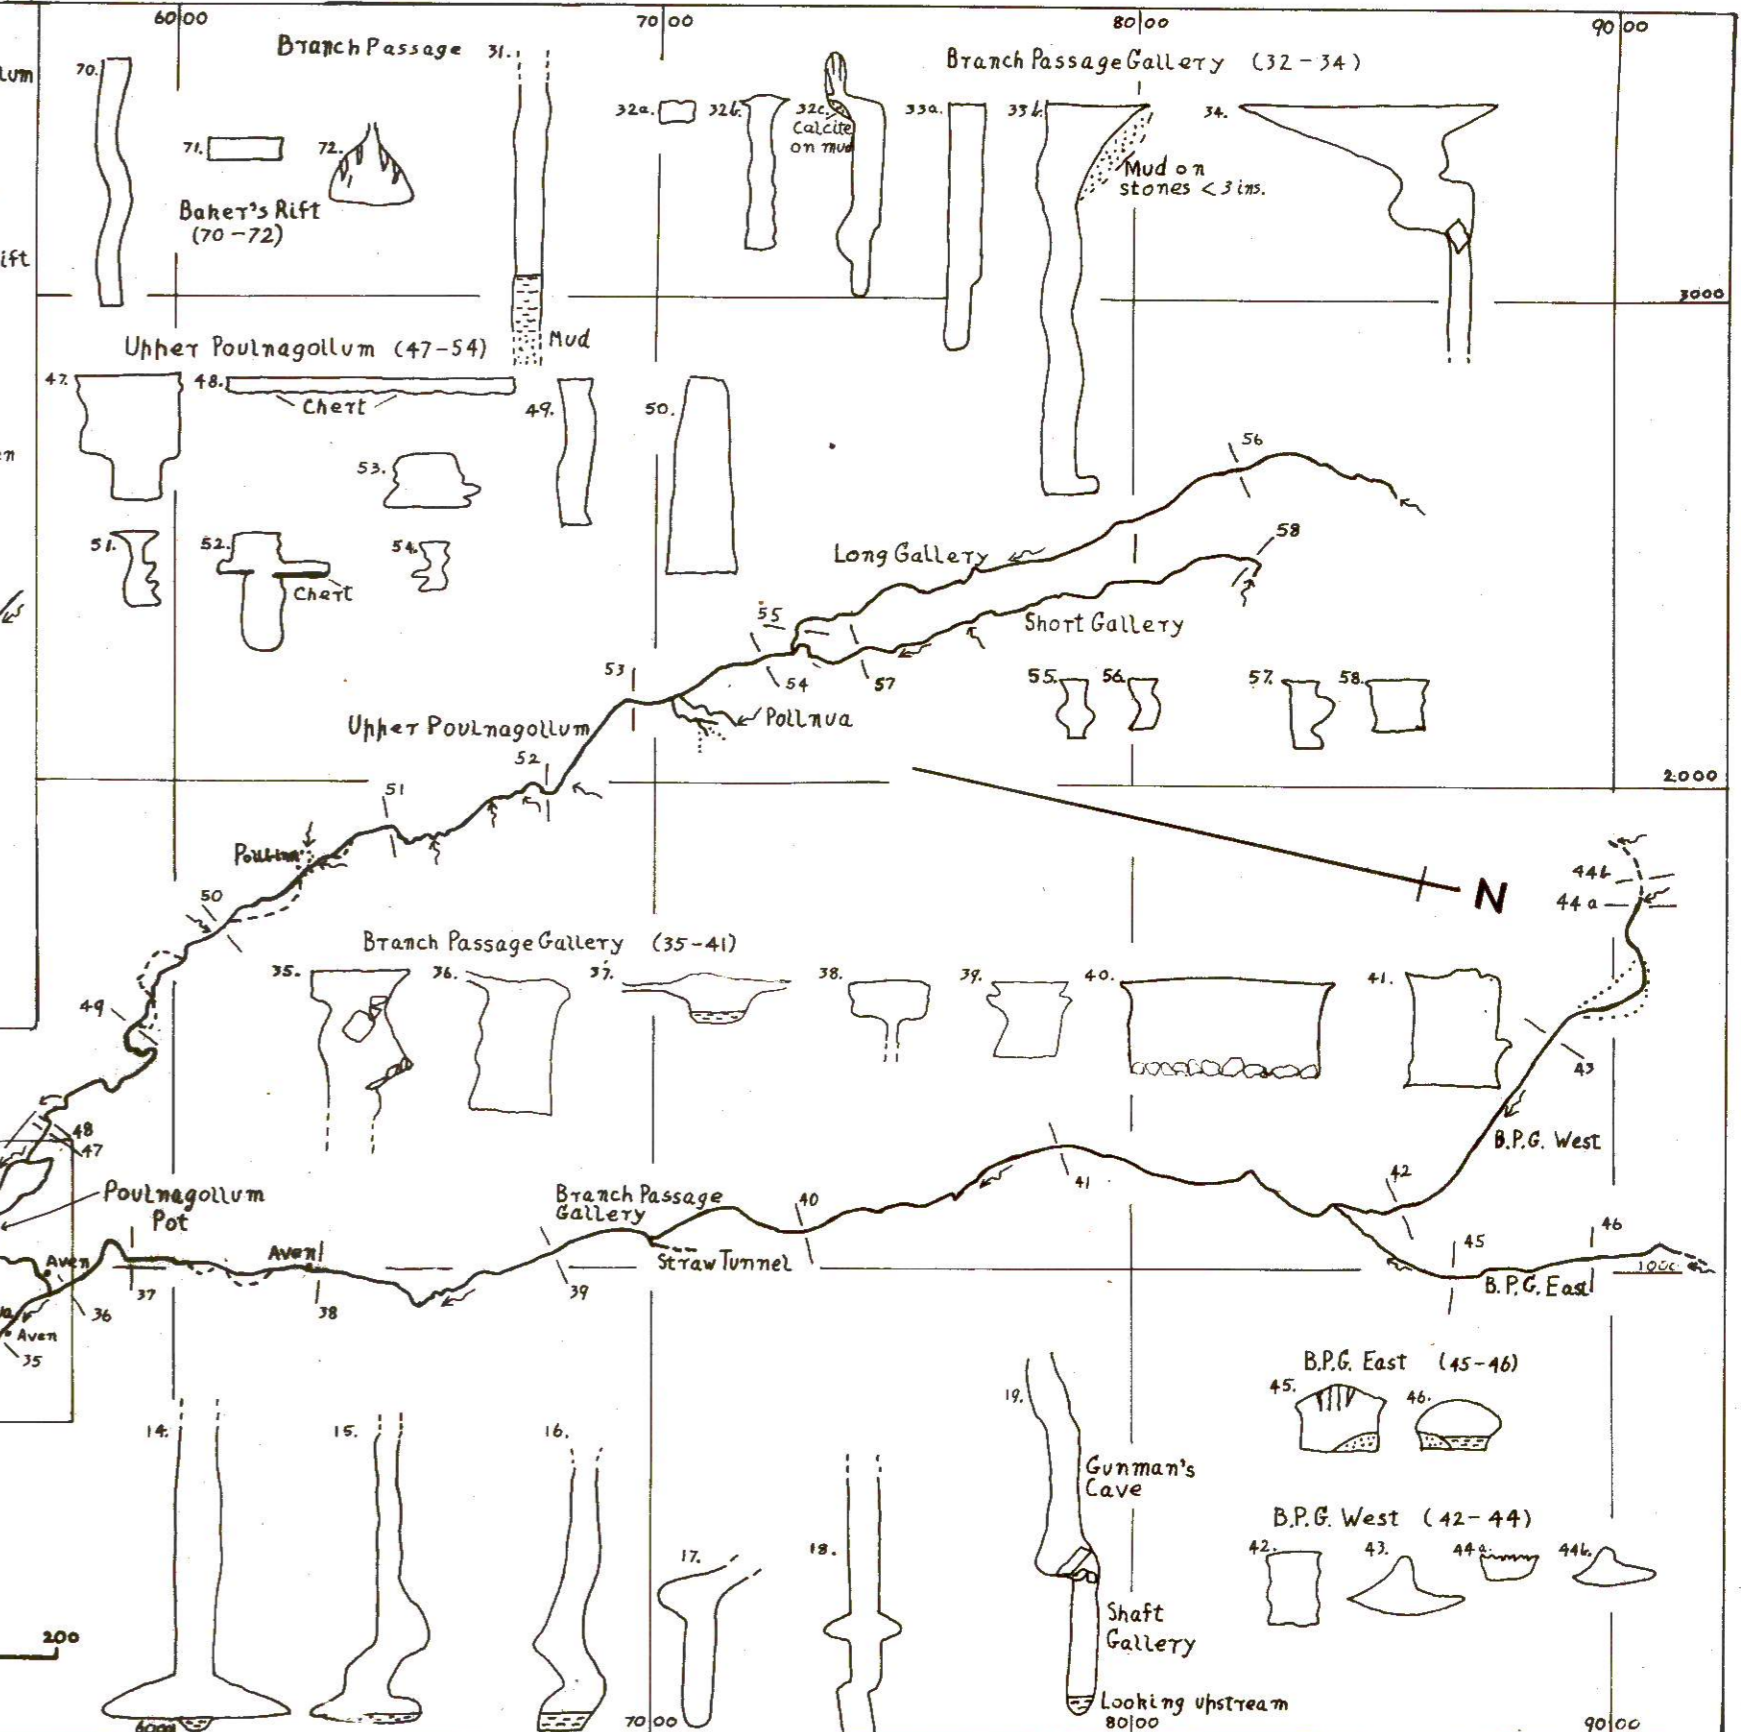 60 00
70 00
80 00
90 00
lum
70.
Branch Passage
31.
Branch Passage Gallery (32-34)
32a.
32b.
32c.
Calcite
on mud
33a.
33b.
34.
71.
72.
Mud on
stones < 3 ins.
Baker's Rift
(70-72)
ift
3000
Mud
Upper Poulnagollum (47-54)
47.
48.
Chert
49.
50.
53.
51.
52.
Chert
54.
56
Long Gallery
58
55
Short Gallery
53
54
57
55.
56.
57.
58.
Pollnua
Upper Poulnagollum
52
2000
51
50
N
44b
44a
Branch Passage Gallery (35-41)
35.
36.
37.
38.
39.
40.
41.
49
43
48
47
B.P.G. West
Poulnagollum
Pot
Branch Passage
Gallery
40
41
42
46
Aven
Aven
Straw Tunnel
45
1000
B.P.G. East
37
39
36
38
Aven
35
B.P.G. East (45-46)
45.
46.
19.
14.
15.
16.
Gunman's
Cave
B.P.G. West (42-44)
42.
43.
44a.
44b.
17.
18.
Shaft
Gallery
200
Looking upstream
6000
70 00
80 00
90 00